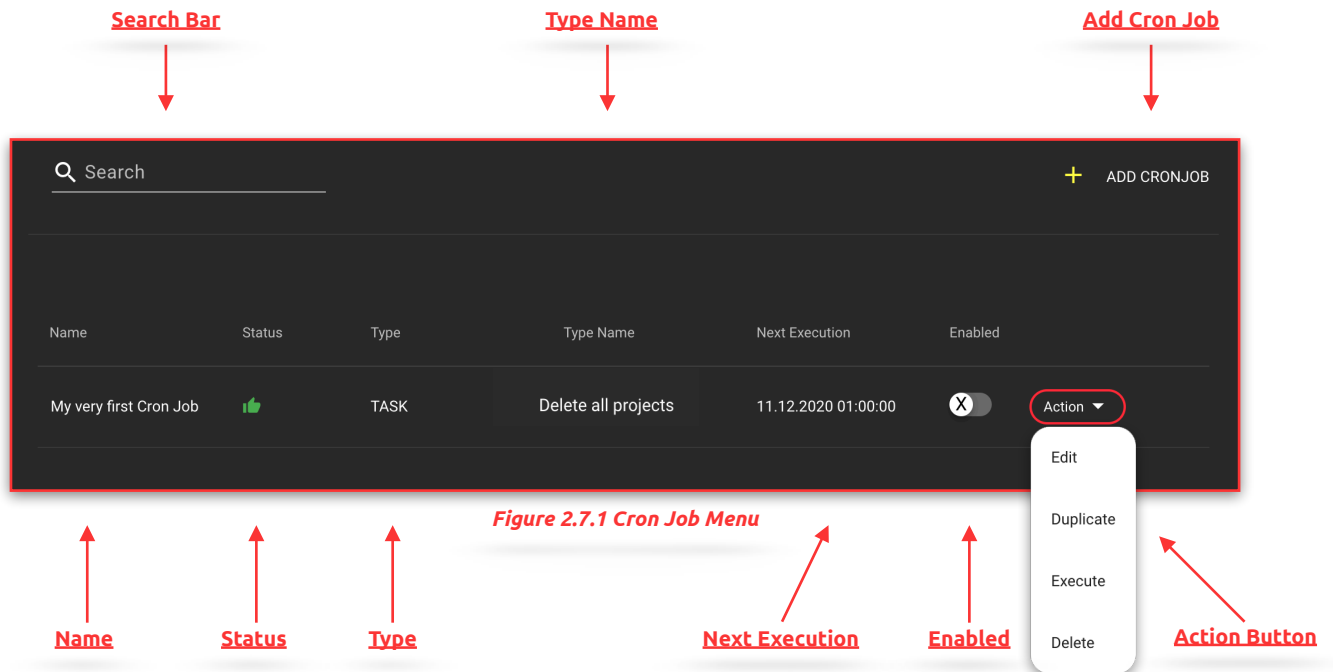 Search Bar Type Name Add Cron Job
Search
ADD CRONJOB
Name Status Type Type Name Next Execution Enabled
My very first Cron Job TASK Delete all projects 11.12.2020 01:00:00 X Action
Edit
Duplicate
Execute
Delete
Figure 2.7.1 Cron Job Menu
Name Status Type Next Execution Enabled Action Button